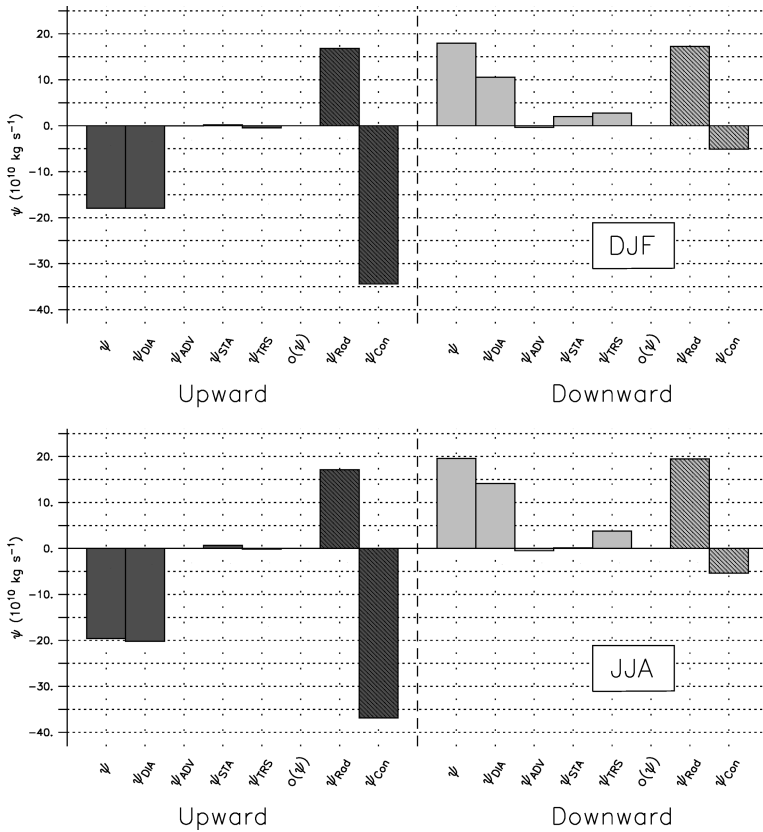 20.
10.
0.
-10.
-20.
-30.
-40.
ψ (10¹⁰ kg s⁻¹)
DJF
ψ ψDIA ψADV ψSTA ψTRS O(ψ) ψRad ψCon ψ ψDIA ψADV ψSTA ψTRS O(ψ) ψRad ψCon
Upward Downward
20.
10.
0.
-10.
-20.
-30.
-40.
ψ (10¹⁰ kg s⁻¹)
JJA
ψ ψDIA ψADV ψSTA ψTRS O(ψ) ψRad ψCon ψ ψDIA ψADV ψSTA ψTRS O(ψ) ψRad ψCon
Upward Downward